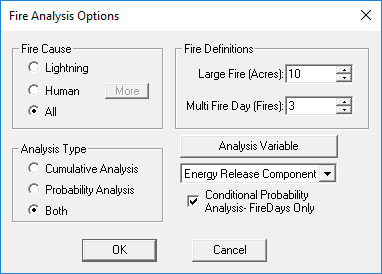 Fire Analysis Options
Fire Cause
Lightning
Human
More
All
Fire Definitions
Large Fire (Acres): 10
Multi Fire Day (Fires): 3
Analysis Type
Cumulative Analysis
Probability Analysis
Both
Analysis Variable
Energy Release Component
Conditional Probability
Analysis- FireDays Only
OK
Cancel